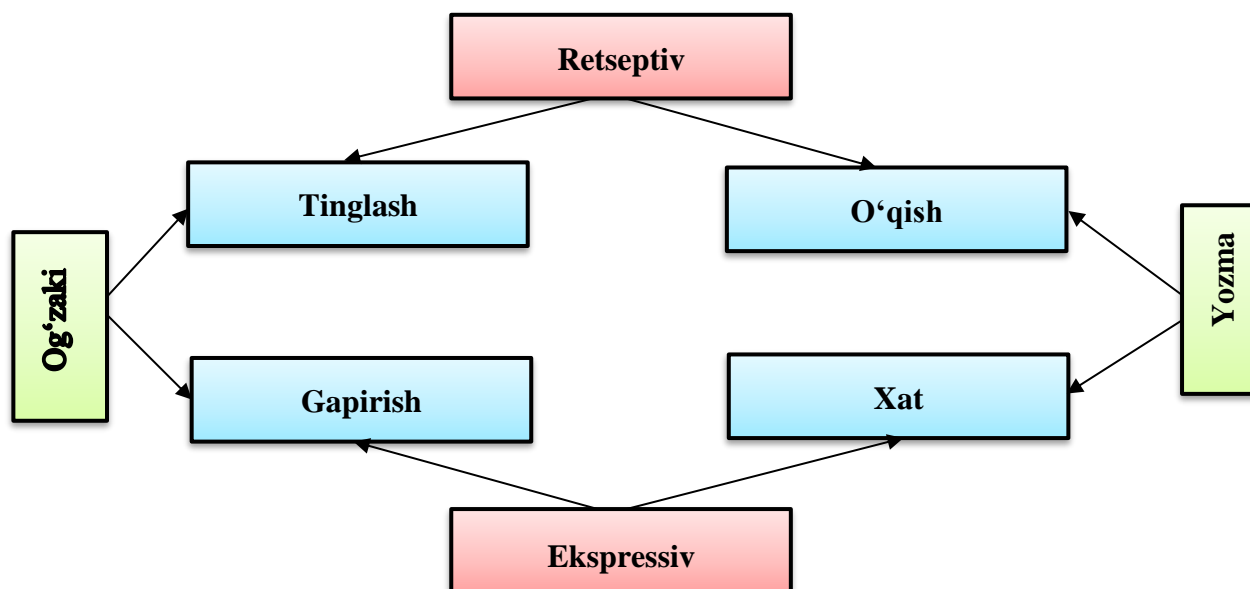 Retseptiv
Tinglash
O‘qish
Og‘zaki
Yozma
Gapirish
Xat
Ekspressiv